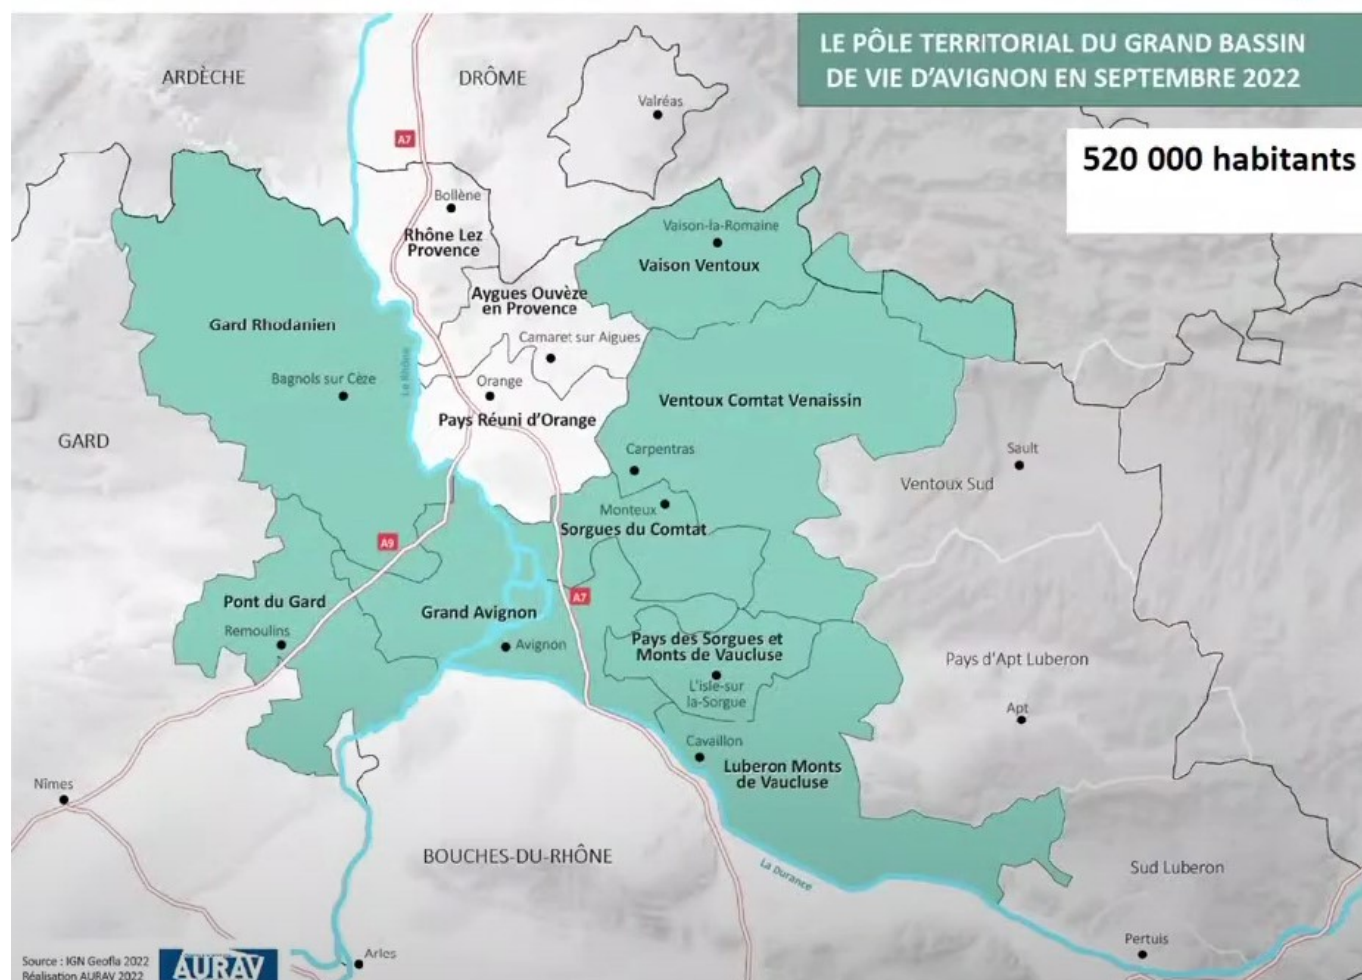 LE PÔLE TERRITORIAL DU GRAND BASSIN
DE VIE D'AVIGNON EN SEPTEMBRE 2022
520 000 habitants
ARDÈCHE
DRÔME
Valréas
A7
Bollène
Rhône Lez
Provence
Vaison-la-Romaine
Vaison Ventoux
Aygues Ouvèze
en Provence
Gard Rhodanien
Camaret sur Aigues
Le Rhône
Bagnols sur Cèze
Orange
Pays Réuni d'Orange
Ventoux Comtat Venaissin
GARD
Carpentras
Sault
Ventoux Sud
Monteux
Sorgues du Comtat
A9
A7
Pont du Gard
Grand Avignon
Remoulins
Avignon
Pays des Sorgues et
Monts de Vaucluse
L'isle-sur
la-Sorgue
Pays d'Apt Luberon
Apt
Cavaillon
Luberon Monts
de Vaucluse
Nîmes
BOUCHES-DU-RHÔNE
La Durance
Sud Luberon
Pertuis
Arles
Source : IGN Geofla 2022
Réalisation AURAV 2022
AURAV